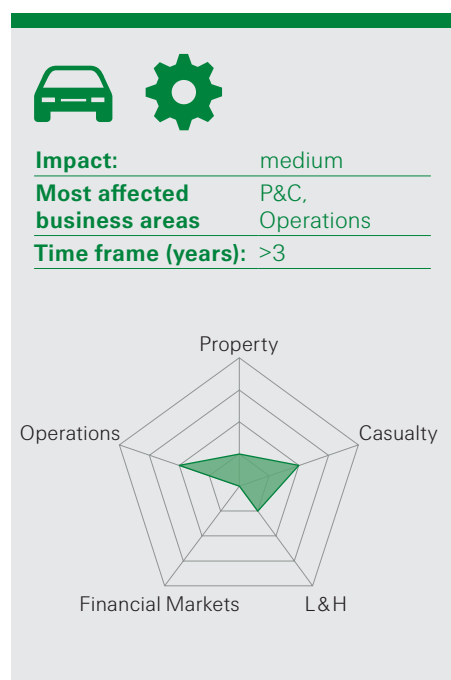 Impact: medium
Most affected P&C,
business areas Operations
Time frame (years): >3
Property
Operations Casualty
Financial Markets L&H